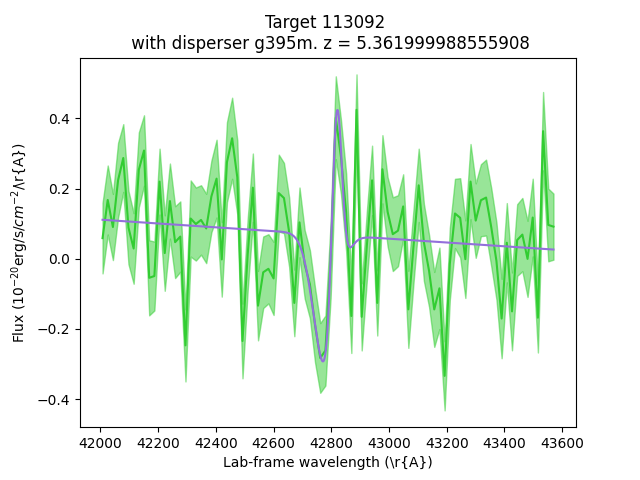 Target 113092
with disperser g395m. z = 5.361999988555908
Flux (10^{-20}erg/s/cm^{-2}/\r{A})
0.4
0.2
0.0
−0.2
−0.4
42000 42200 42400 42600 42800 43000 43200 43400 43600
Lab-frame wavelength (\r{A})